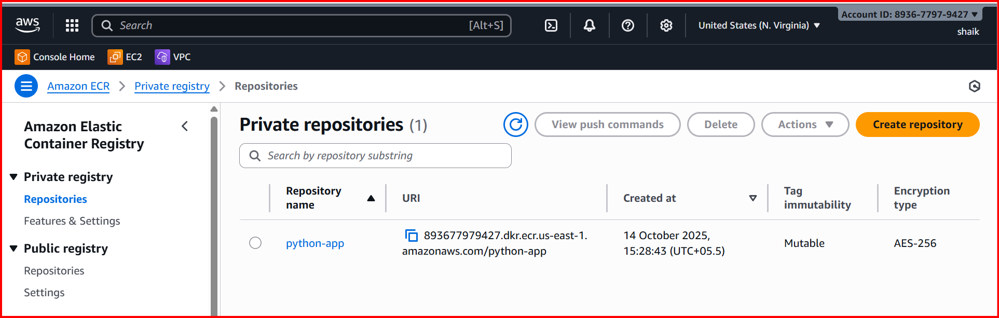 aws
Search
[Alt+S]
United States (N. Virginia)
Account ID: 8936-7797-9427
shaik
Console Home
EC2
VPC
Amazon ECR
Private registry
Repositories
Amazon Elastic
Container Registry
Private registry
Repositories
Features & Settings
Public registry
Repositories
Settings
Private repositories (1)
View push commands
Delete
Actions
Create repository
Search by repository substring
Repository
name
URI
Created at
Tag
immutability
Encryption
type
python-app
893677979427.dkr.ecr.us-east-1.
amazonaws.com/python-app
14 October 2025,
15:28:43 (UTC+05.5)
Mutable
AES-256